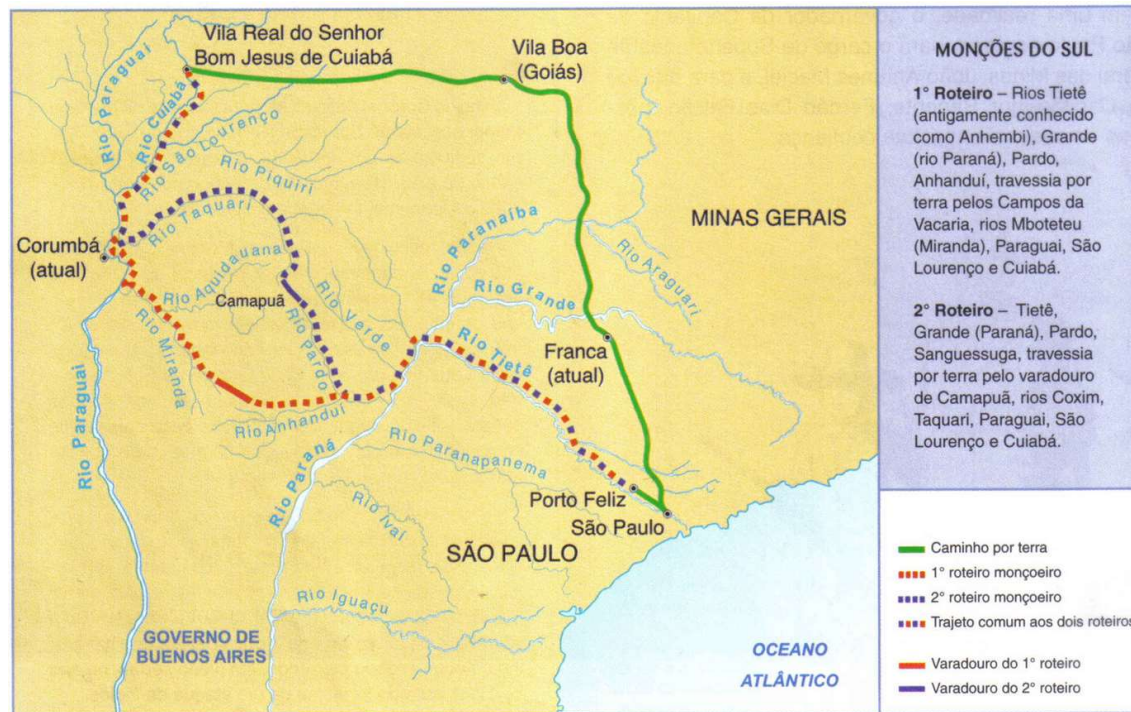 Vila Real do Senhor
Bom Jesus de Cuiabá
Vila Boa
(Goiás)
Rio Paraguai
Rio Cuiabá
Rio São Lourenço
Rio Piquiri
Rio Taquari
Corumbá
(atual)
Rio Aquidauana
Camapuã
Rio Verde
Rio Pardo
Rio Miranda
Rio Anhanduí
Rio Paraguai
Rio Paraná
Rio Paranaíba
Rio Grande
Rio Araguari
MINAS GERAIS
Rio Tietê
Franca
(atual)
Rio Paranapanema
Porto Feliz
São Paulo
Rio Ivaí
SÃO PAULO
Rio Iguaçu
GOVERNO DE
BUENOS AIRES
OCEANO
ATLÂNTICO
MONÇÕES DO SUL
1° Roteiro – Rios Tietê
(antigamente conhecido
como Anhembi), Grande
(rio Paraná), Pardo,
Anhanduí, travessia por
terra pelos Campos da
Vacaria, rios Mboteteu
(Miranda), Paraguai, São
Lourenço e Cuiabá.
2° Roteiro – Tietê,
Grande (Paraná), Pardo,
Sanguessuga, travessia
por terra pelo varadouro
de Camapuã, rios Coxim,
Taquari, Paraguai, São
Lourenço e Cuiabá.
Caminho por terra
1° roteiro monçoeiro
2° roteiro monçoeiro
Trajeto comum aos dois roteiros
Varadouro do 1° roteiro
Varadouro do 2° roteiro